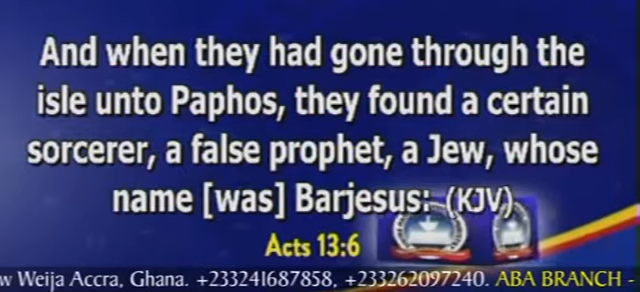 And when they had gone through the
isle unto Paphos, they found a certain
sorcerer, a false prophet, a Jew, whose
name [was] Barjesus: (KJV)
Acts 13:6
w Weija Accra, Ghana. +233241687858, +233262097240. ABA BRANCH -